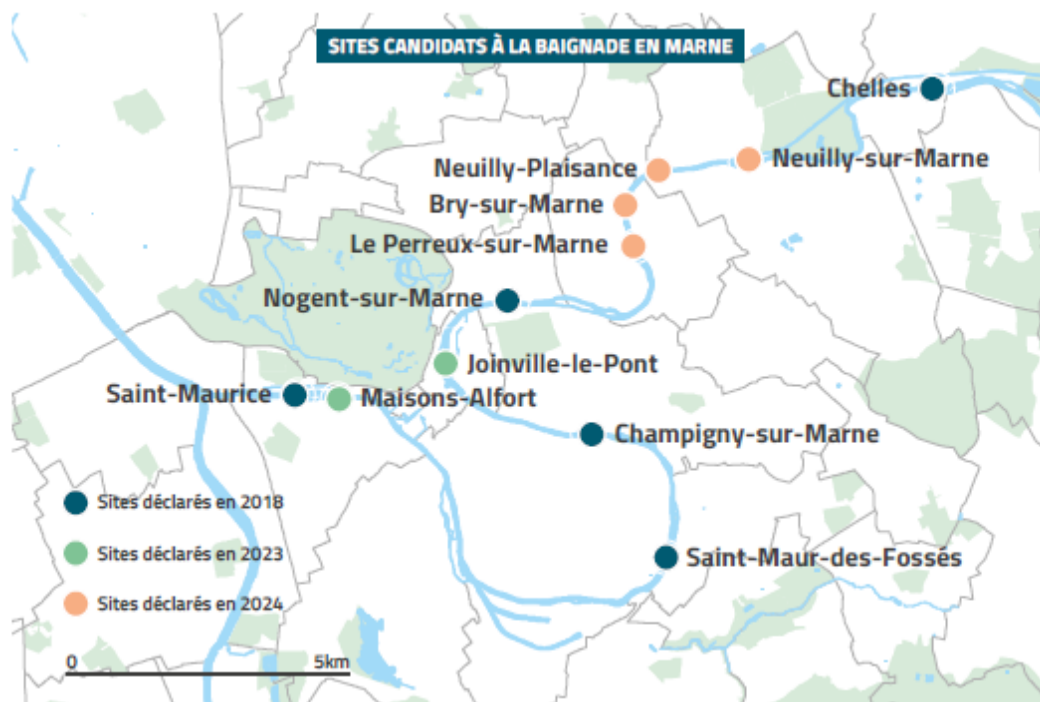 SITES CANDIDATS À LA BAIGNADE EN MARNE
Chelles
Neuilly-sur-Marne
Neuilly-Plaisance
Bry-sur-Marne
Le Perreux-sur-Marne
Nogent-sur-Marne
Joinville-le-Pont
Saint-Maurice
Maisons-Alfort
Champigny-sur-Marne
Saint-Maur-des-Fossés
Sites déclarés en 2018
Sites déclarés en 2023
Sites déclarés en 2024
0 5km